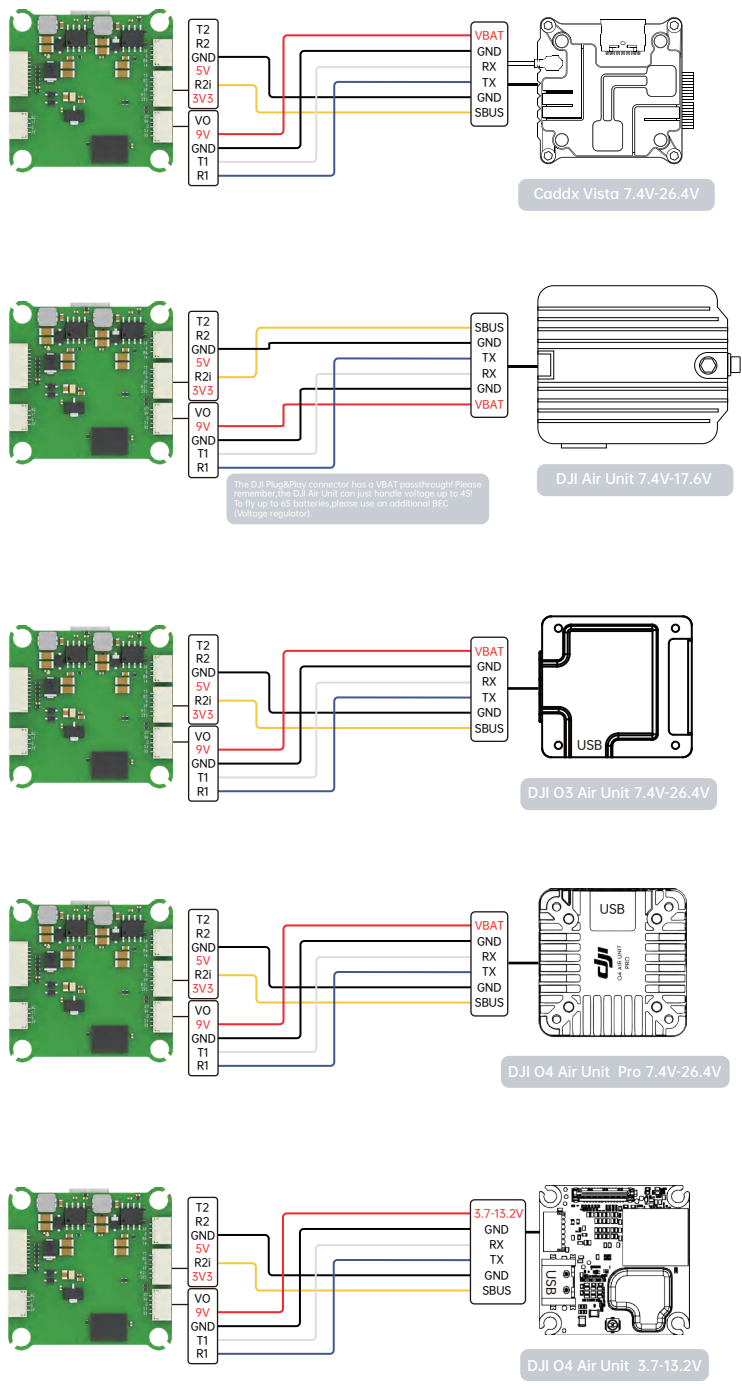 T2
R2
GND
5V
R2i
3V3
VO
9V
GND
T1
R1
VBAT
GND
RX
TX
GND
SBUS
Caddx Vista 7.4V-26.4V
T2
R2
GND
5V
R2i
3V3
VO
9V
GND
T1
R1
SBUS
GND
TX
RX
GND
VBAT
The DJI Plug&Play connector has a VBAT passthrough! Please
remember,the DJI Air Unit can just handle voltage up to 4S!
To fly up to 6S batteries,please use an additional BEC
(Voltage regulator).
DJI Air Unit 7.4V-17.6V
T2
R2
GND
5V
R2i
3V3
VO
9V
GND
T1
R1
VBAT
GND
RX
TX
GND
SBUS
USB
DJI O3 Air Unit 7.4V-26.4V
T2
R2
GND
5V
R2i
3V3
VO
9V
GND
T1
R1
VBAT
GND
RX
TX
GND
SBUS
USB
dji
O4 AIR UNIT
PRO
DJI O4 Air Unit Pro 7.4V-26.4V
T2
R2
GND
5V
R2i
3V3
VO
9V
GND
T1
R1
3.7-13.2V
GND
RX
TX
GND
SBUS
USB
DJI O4 Air Unit 3.7-13.2V